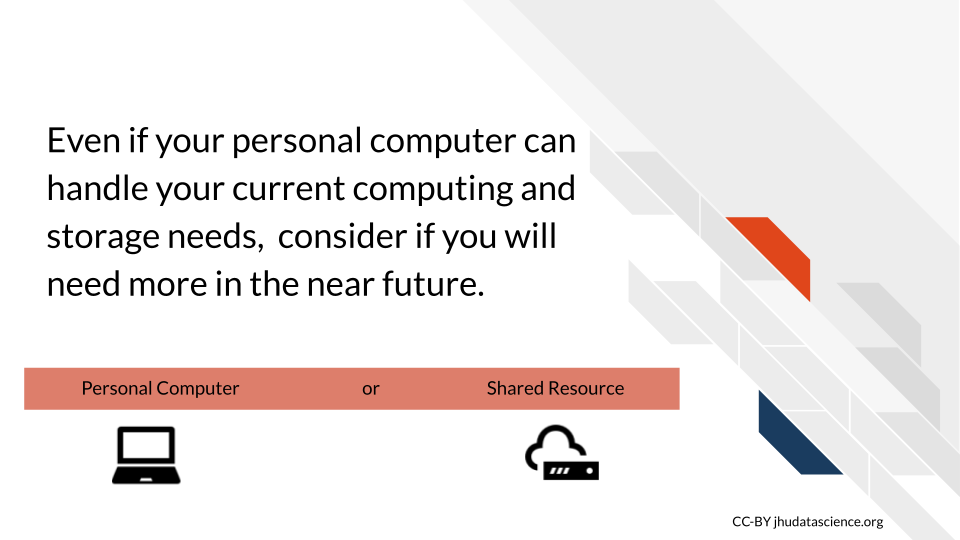 Even if your personal computer can
handle your current computing and
storage needs,  consider if you will
need more in the near future.
Personal Computer or Shared Resource
CC-BY jhudatascience.org